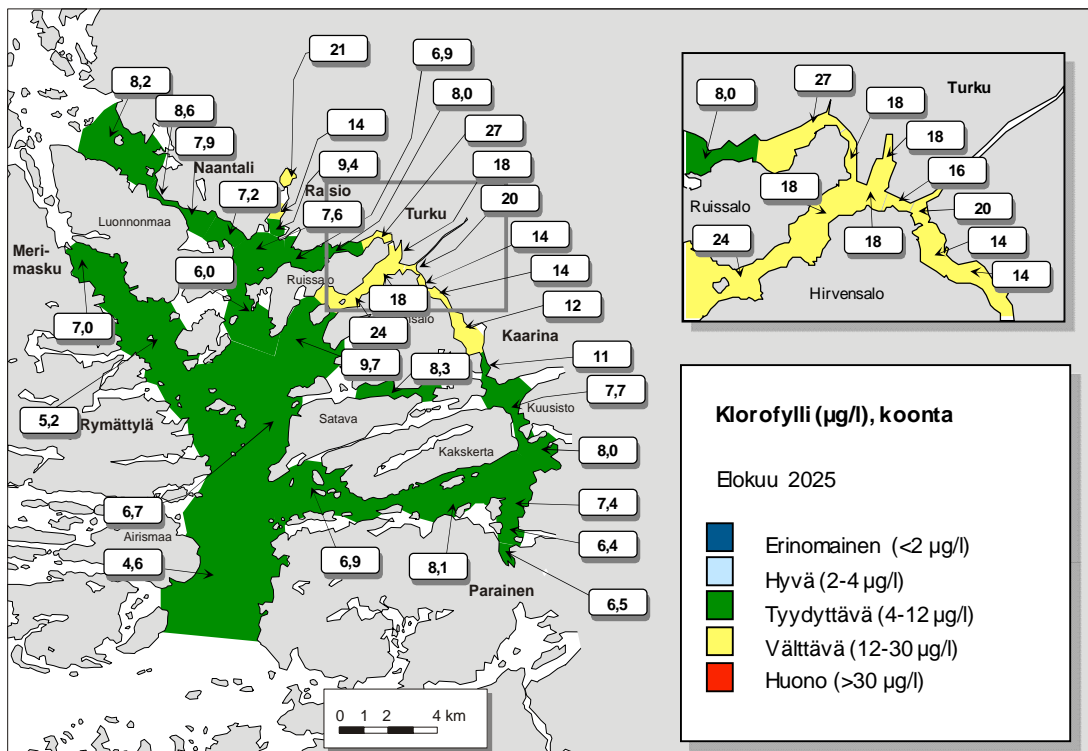 21
6,9
8,2
8,0
8,6
14
27
7,9
Naantali
9,4
18
7,2
Raisio
7,6
Turku
20
Luonnonmaa
14
Meri-
masku
6,0
Ruissalo
14
18
12
7,0
24
Kaarina
9,7
8,3
11
7,7
5,2
Rymättylä
Satava
Kuusisto
Kakskerta
8,0
6,7
7,4
Airismaa
4,6
6,9
8,1
6,4
Parainen
6,5
0 1 2 4 km
27
Turku
8,0
18
18
16
18
Ruissalo
20
24
18
14
14
Hirvensalo
Klorofylli (µg/l), koonta
Elokuu 2025
Erinomainen (<2 µg/l)
Hyvä (2-4 µg/l)
Tyydyttävä (4-12 µg/l)
Välttävä (12-30 µg/l)
Huono (>30 µg/l)